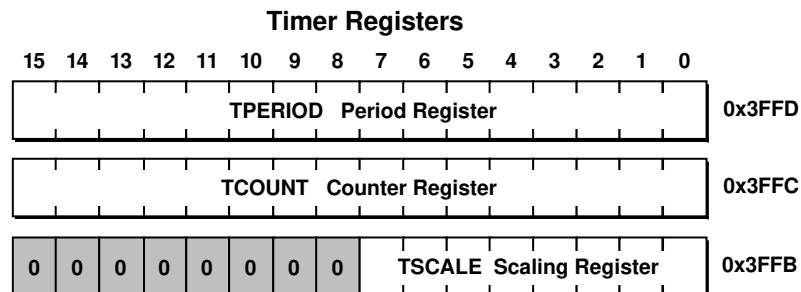 Timer Registers
15 14 13 12 11 10 9 8 7 6 5 4 3 2 1 0
TPERIOD Period Register 0x3FFD
TCOUNT Counter Register 0x3FFC
0 0 0 0 0 0 0 0 TSCALE Scaling Register 0x3FFB